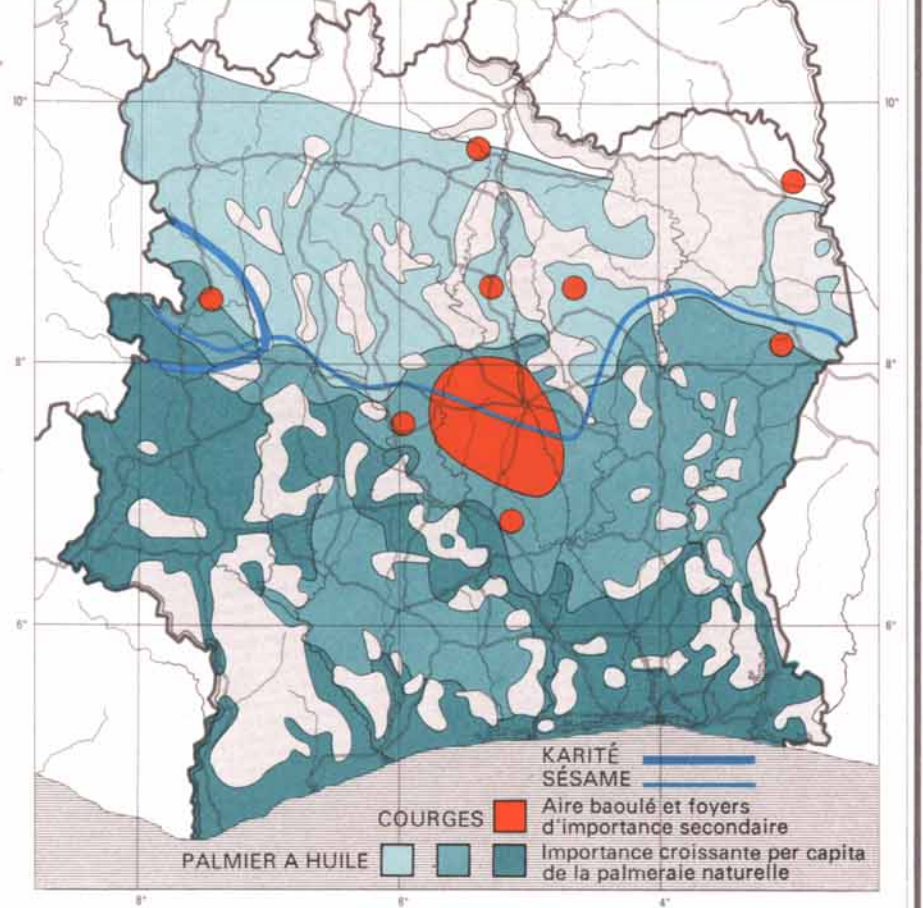 10°
10°
8°
8°
6°
6°
KARITÉ
SÉSAME
COURGES
Aire baoulé et foyers
d'importance secondaire
PALMIER A HUILE
Importance croissante per capita
de la palmeraie naturelle
8°
6°
4°